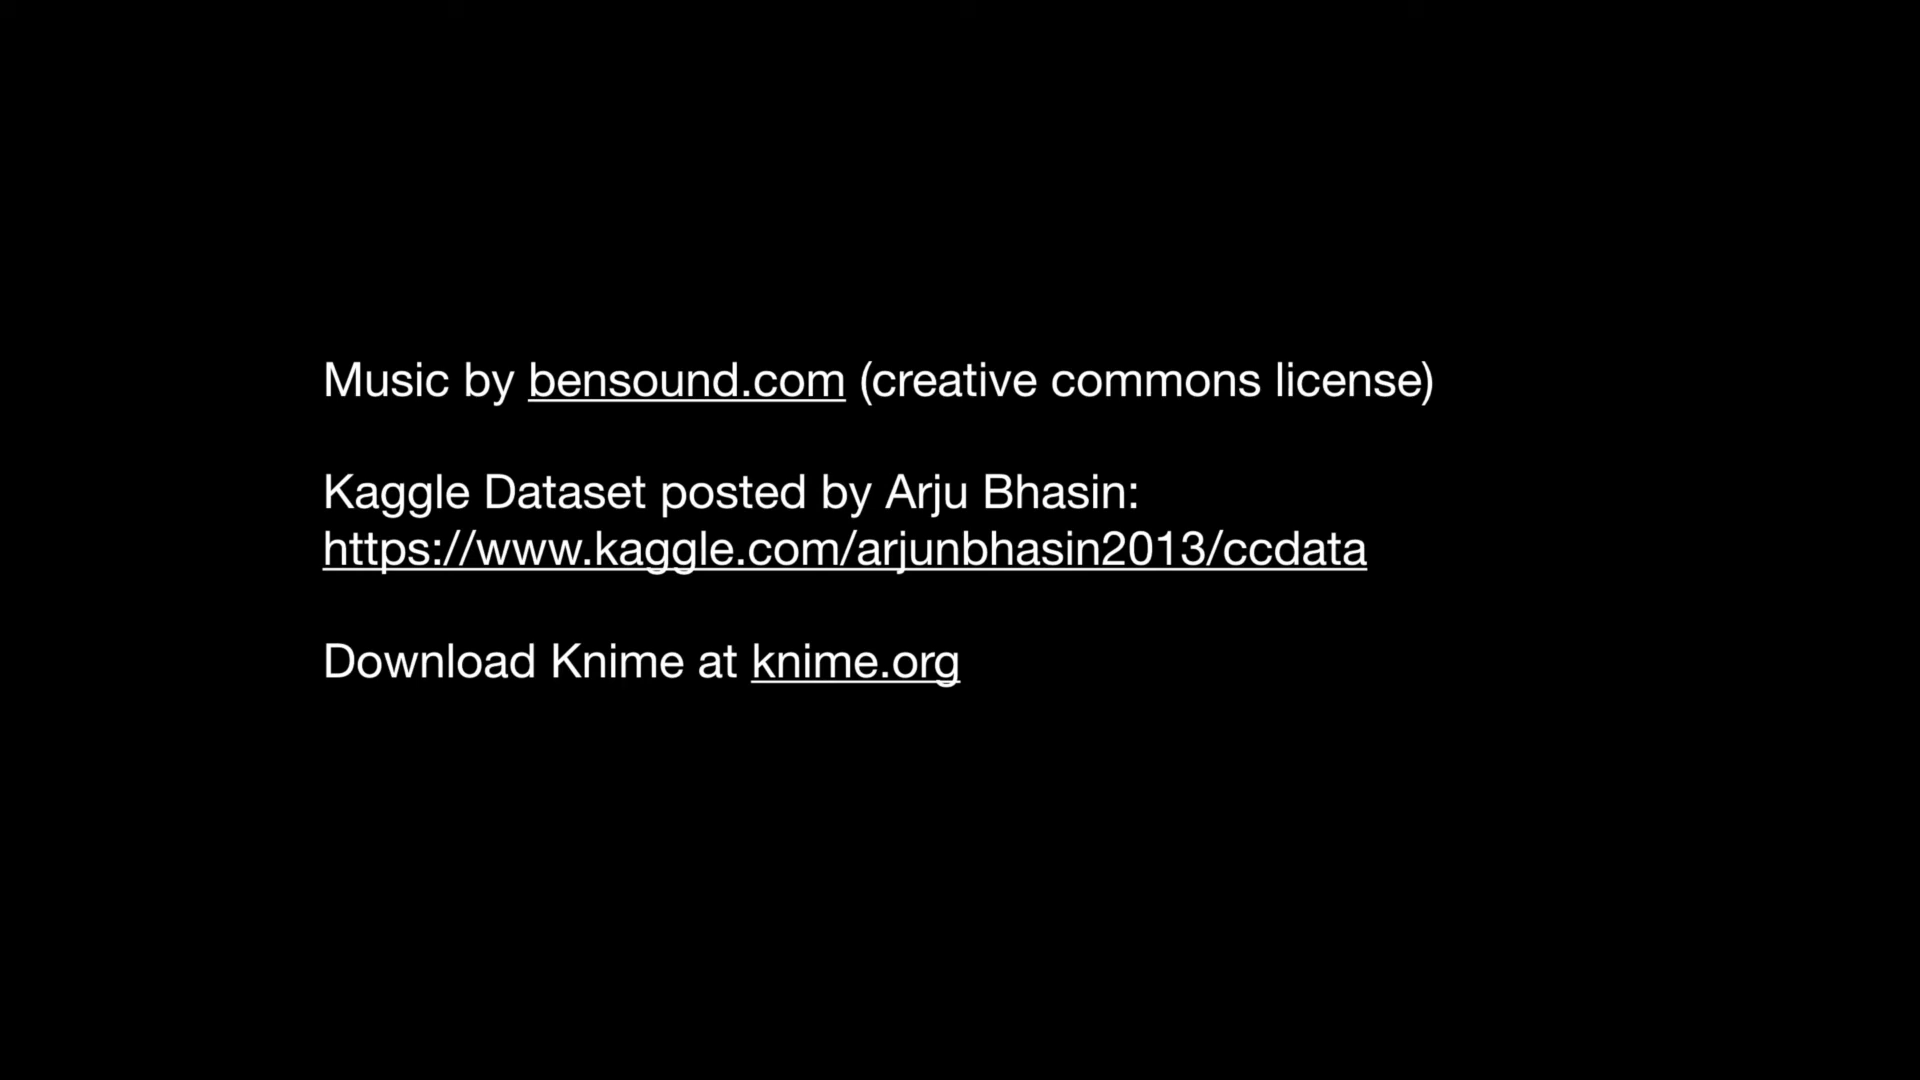 Music by bensound.com (creative commons license)
Kaggle Dataset posted by Arju Bhasin:
https://www.kaggle.com/arjunbhasin2013/ccdata
Download Knime at knime.org